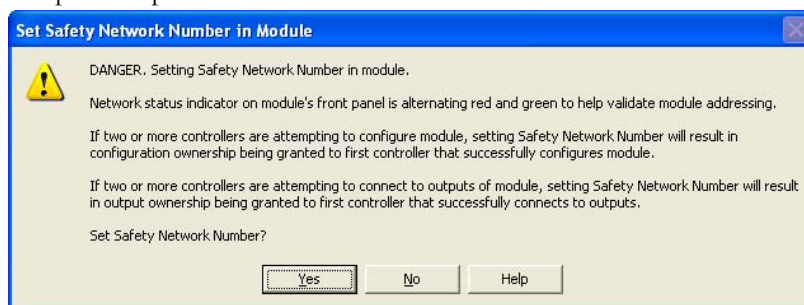 Set Safety Network Number in Module
DANGER. Setting Safety Network Number in module.
Network status indicator on module's front panel is alternating red and green to help validate module addressing.
If two or more controllers are attempting to configure module, setting Safety Network Number will result in
configuration ownership being granted to first controller that successfully configures module.
If two or more controllers are attempting to connect to outputs of module, setting Safety Network Number will result
in output ownership being granted to first controller that successfully connects to outputs.
Set Safety Network Number?
Yes No Help